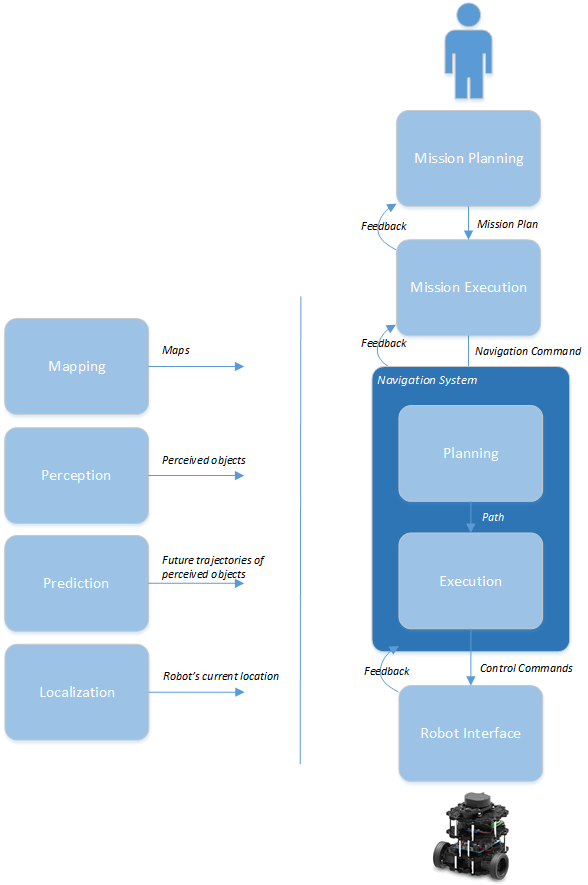 Mission Planning
Feedback
Mission Plan
Mission Execution
Feedback
Navigation Command
Mapping
Maps
Navigation System
Planning
Perception
Perceived objects
Path
Prediction
Future trajectories of
perceived objects
Execution
Localization
Robot's current location
Feedback
Control Commands
Robot Interface